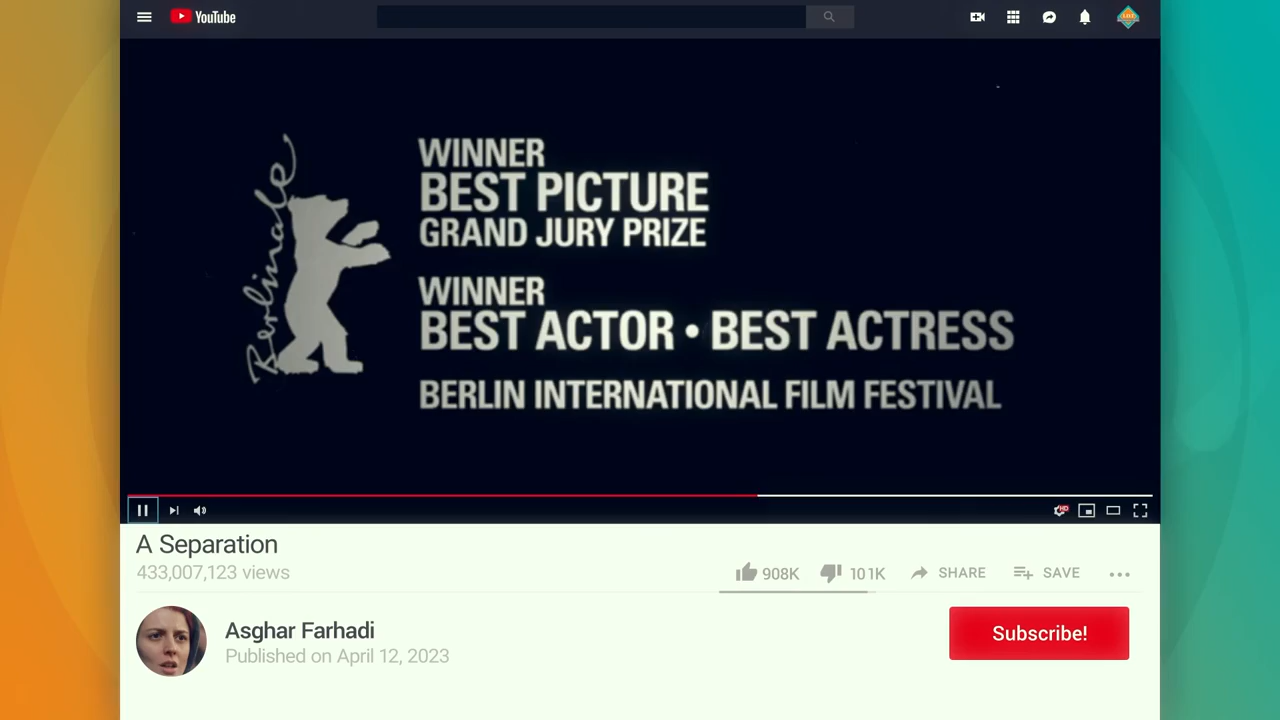 YouTube
Berlinale
WINNER
BEST PICTURE
GRAND JURY PRIZE
WINNER
BEST ACTOR • BEST ACTRESS
BERLIN INTERNATIONAL FILM FESTIVAL
HD
A Separation
433,007,123 views
908K 101K SHARE SAVE
Asghar Farhadi
Published on April 12, 2023
Subscribe!